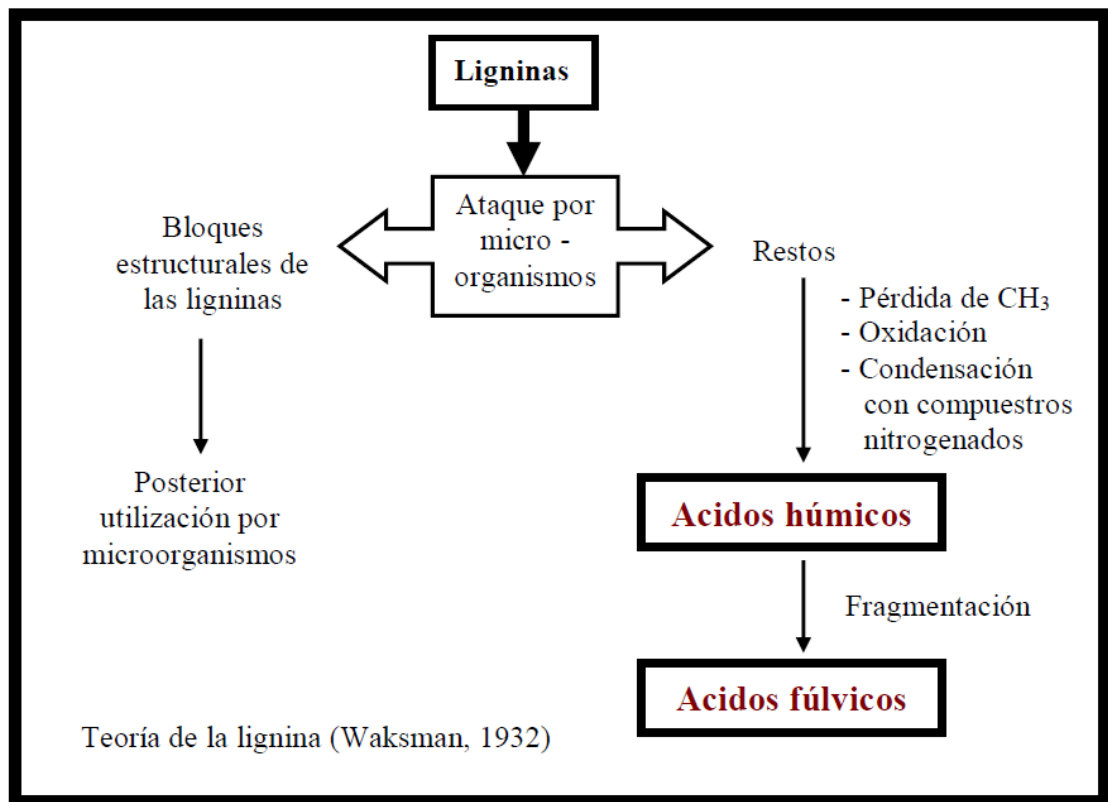 Ligninas
Ataque por
micro -
organismos
Bloques
estructurales de
las ligninas
Restos
- Pérdida de CH₃
- Oxidación
- Condensación
con compuestros
nitrogenados
Posterior
utilización por
microorganismos
Acidos húmicos
Fragmentación
Acidos fúlvicos
Teoría de la lignina (Waksman, 1932)